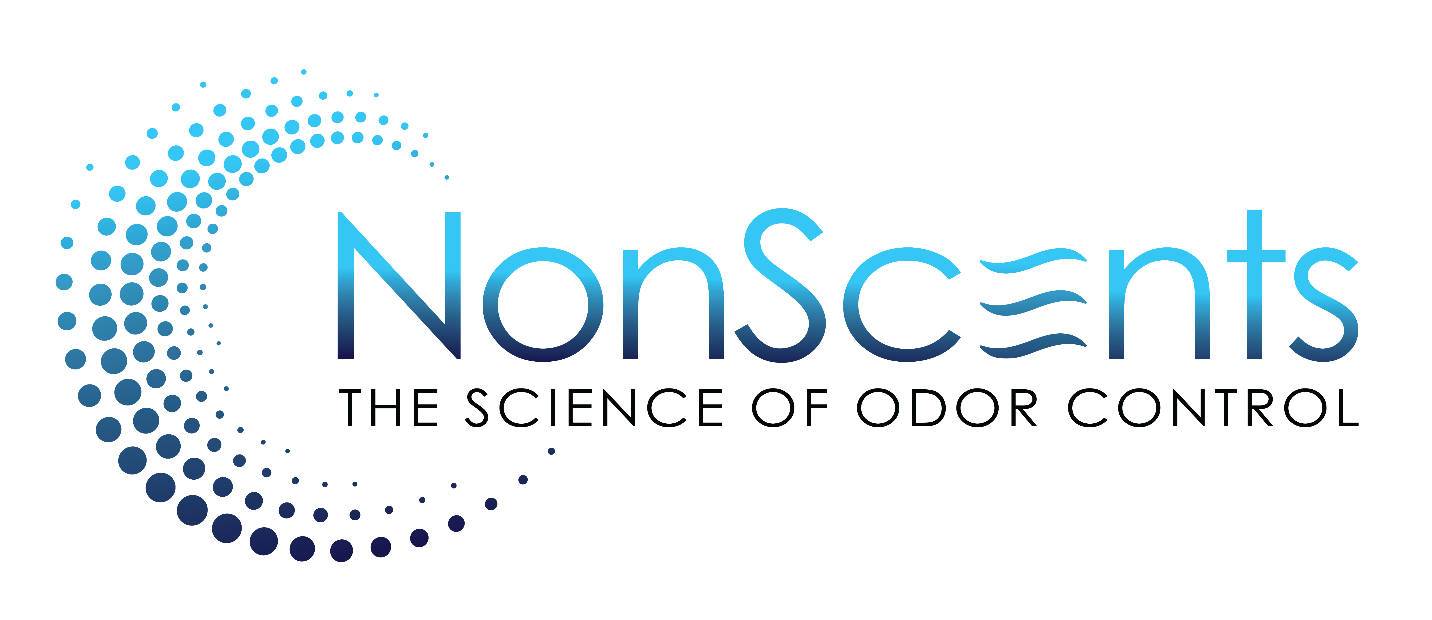 NonScents
THE SCIENCE OF ODOR CONTROL